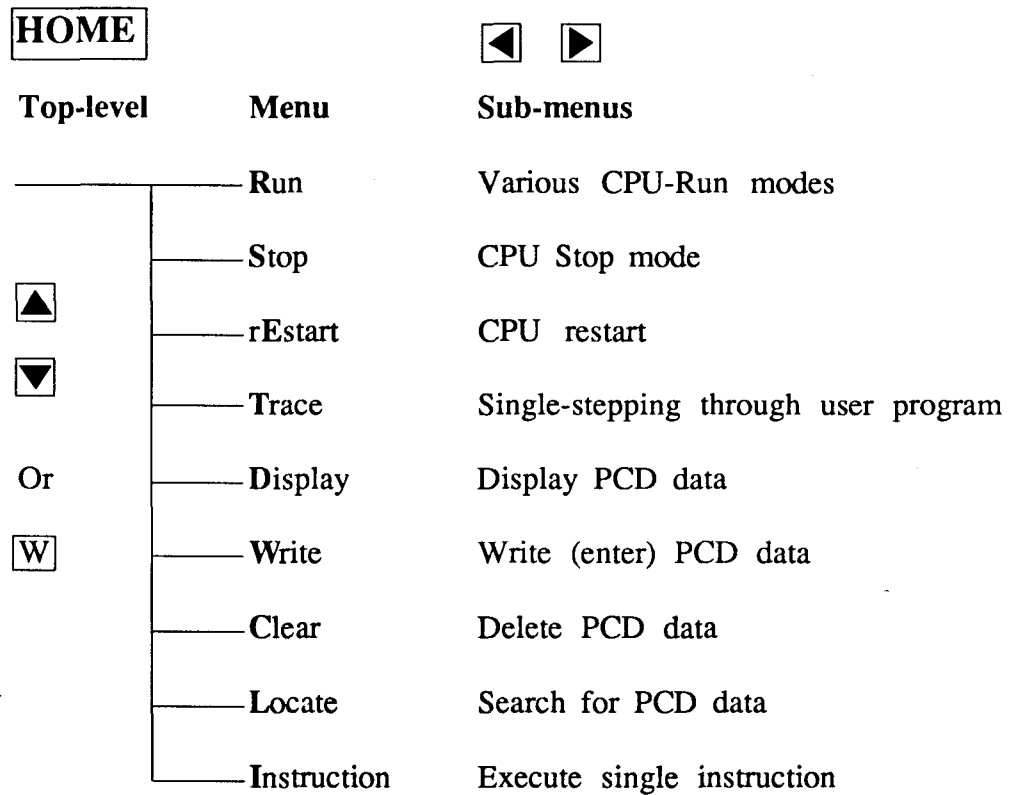 HOME
Top-level Menu Sub-menus
Run Various CPU-Run modes
Stop CPU Stop mode
rEstart CPU restart
Trace Single-stepping through user program
Or Display Display PCD data
W Write Write (enter) PCD data
Clear Delete PCD data
Locate Search for PCD data
Instruction Execute single instruction